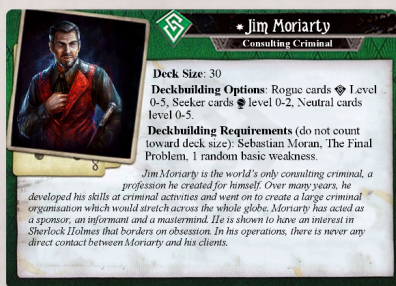 *Jim Moriarty
Consulting Criminal
Deck Size: 30
Deckbuilding Options: Rogue cards Level
0-5, Seeker cards level 0-2, Neutral cards
level 0-5.
Deckbuilding Requirements (do not count
toward deck size): Sebastian Moran, The Final
Problem, 1 random basic weakness.
Jim Moriarty is the world's only consulting criminal, a
profession he created for himself. Over many years, he
developed his skills at criminal activities and went on to create a large criminal
organisation which would stretch across the whole globe. Moriarty has acted as
a sponsor, an informant and a mastermind. He is shown to have an interest in
Sherlock Holmes that borders on obsession. In his operations, there is never any
direct contact between Moriarty and his clients.